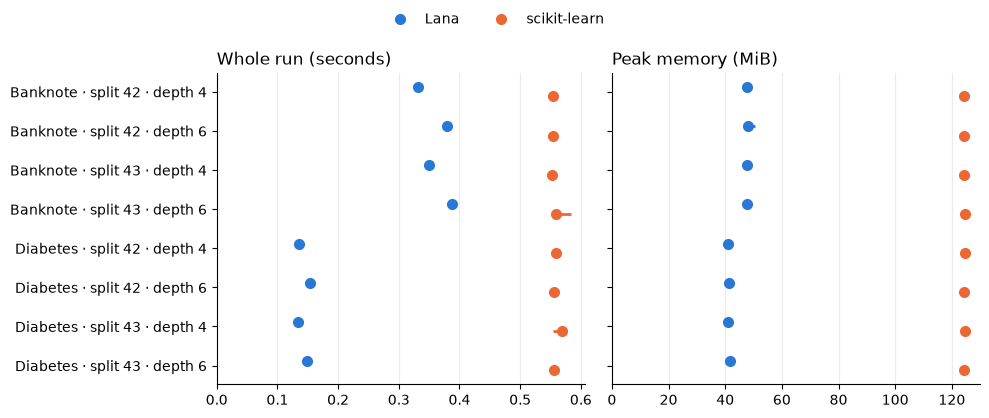 Lana scikit-learn
Whole run (seconds) Peak memory (MiB)
Banknote · split 42 · depth 4
Banknote · split 42 · depth 6
Banknote · split 43 · depth 4
Banknote · split 43 · depth 6
Diabetes · split 42 · depth 4
Diabetes · split 42 · depth 6
Diabetes · split 43 · depth 4
Diabetes · split 43 · depth 6
0.0 0.1 0.2 0.3 0.4 0.5 0.6 0 20 40 60 80 100 120